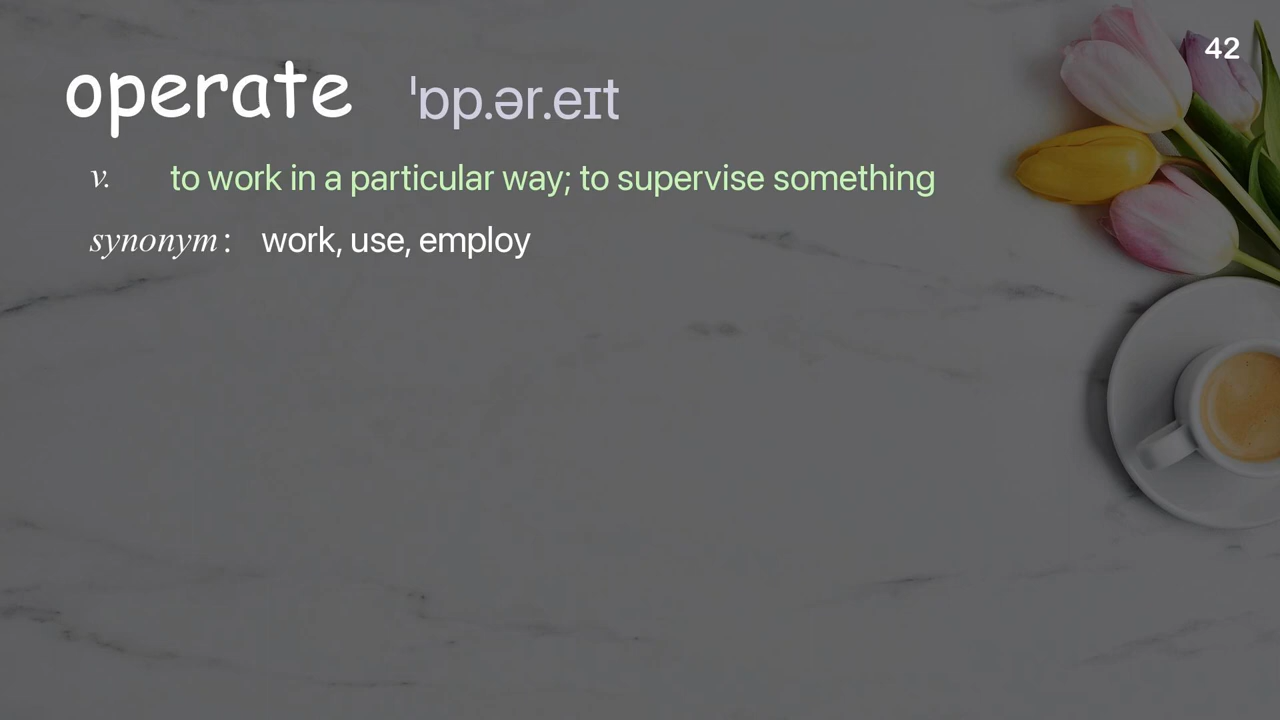 42
operate ˈɒp.ər.eɪt
v. to work in a particular way; to supervise something
synonym: work, use, employ